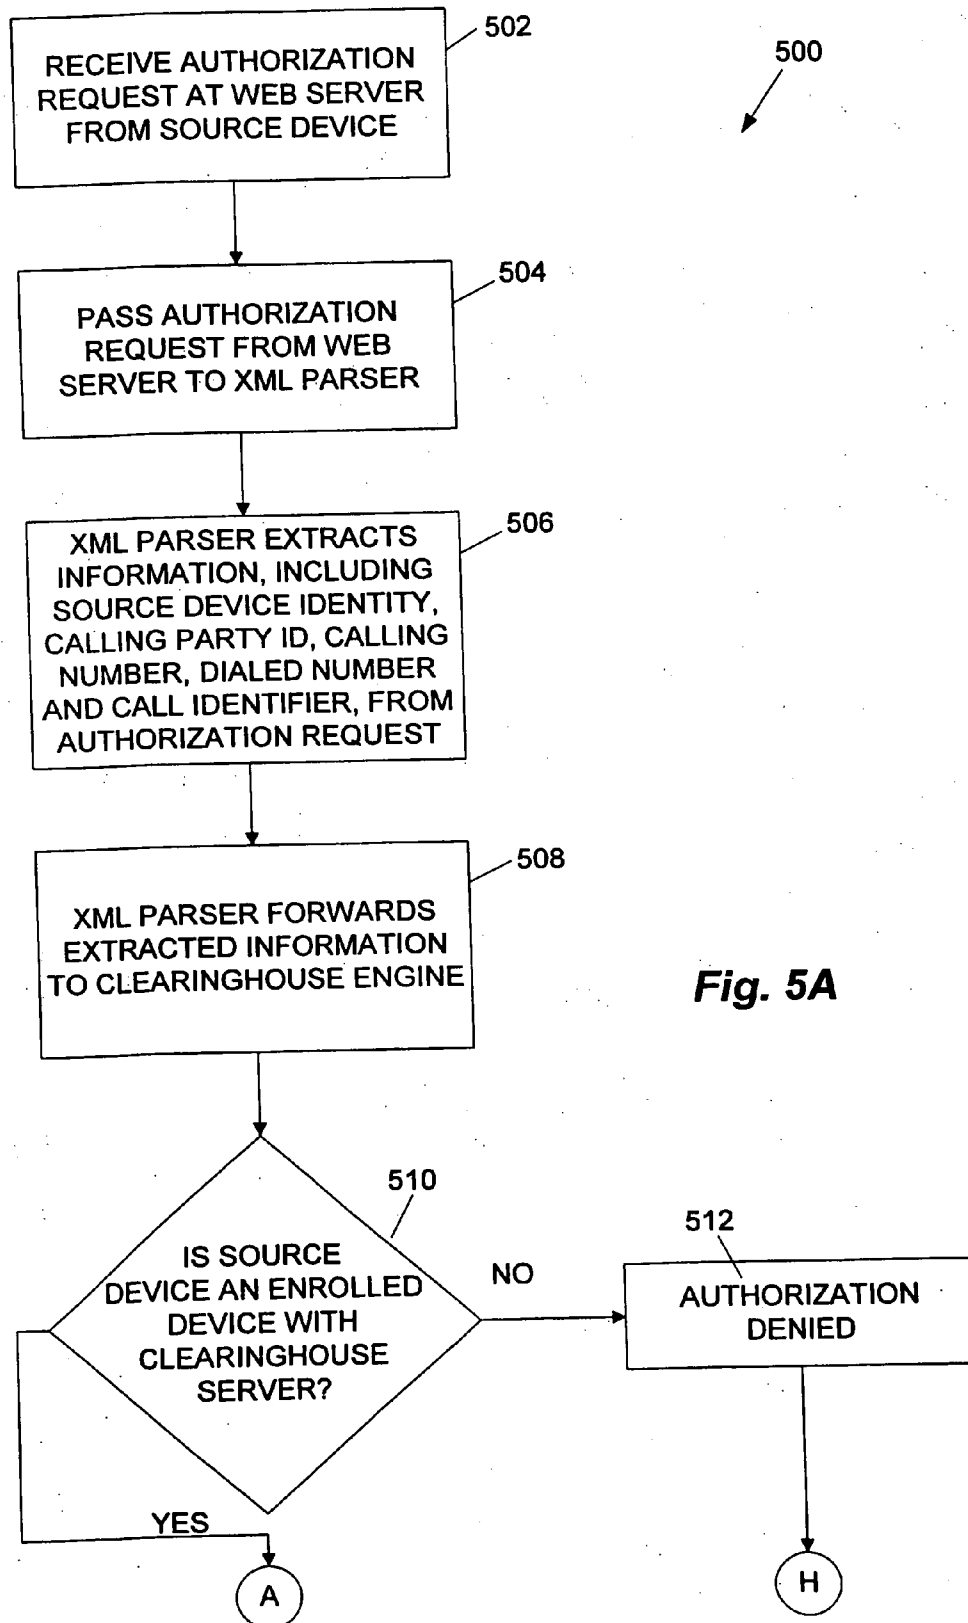 502
RECEIVE AUTHORIZATION
REQUEST AT WEB SERVER
FROM SOURCE DEVICE
500
504
PASS AUTHORIZATION
REQUEST FROM WEB
SERVER TO XML PARSER
506
XML PARSER EXTRACTS
INFORMATION, INCLUDING
SOURCE DEVICE IDENTITY,
CALLING PARTY ID, CALLING
NUMBER, DIALED NUMBER
AND CALL IDENTIFIER, FROM
AUTHORIZATION REQUEST
508
XML PARSER FORWARDS
EXTRACTED INFORMATION
TO CLEARINGHOUSE ENGINE
Fig. 5A
510
IS SOURCE
DEVICE AN ENROLLED
DEVICE WITH
CLEARINGHOUSE
SERVER?
NO
512
AUTHORIZATION
DENIED
YES
A
H